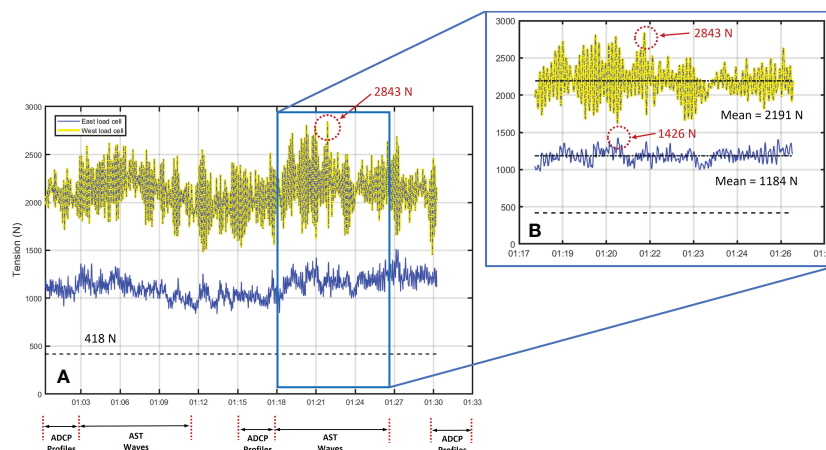 3000
2500
2000
1500
1000
500
0
Tension (N)
East load cell
West load cell
2843 N
418 N
A
01:03
01:06
01:09
01:12
01:15
01:18
01:21
01:24
01:27
01:30
01:33
ADCP
Profiles
AST
Waves
ADCP
Profiles
AST
Waves
ADCP
Profiles
3000
2500
2000
1500
1000
500
0
2843 N
Mean = 2191 N
1426 N
Mean = 1184 N
B
01:17
01:19
01:20
01:22
01:23
01:24
01:26